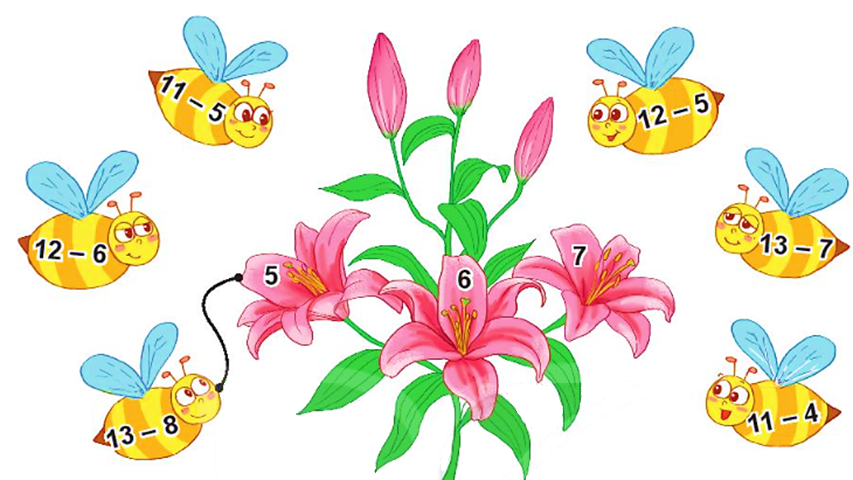 11 – 5
12 – 5
12 – 6
13 – 7
5
6
7
13 – 8
11 – 4